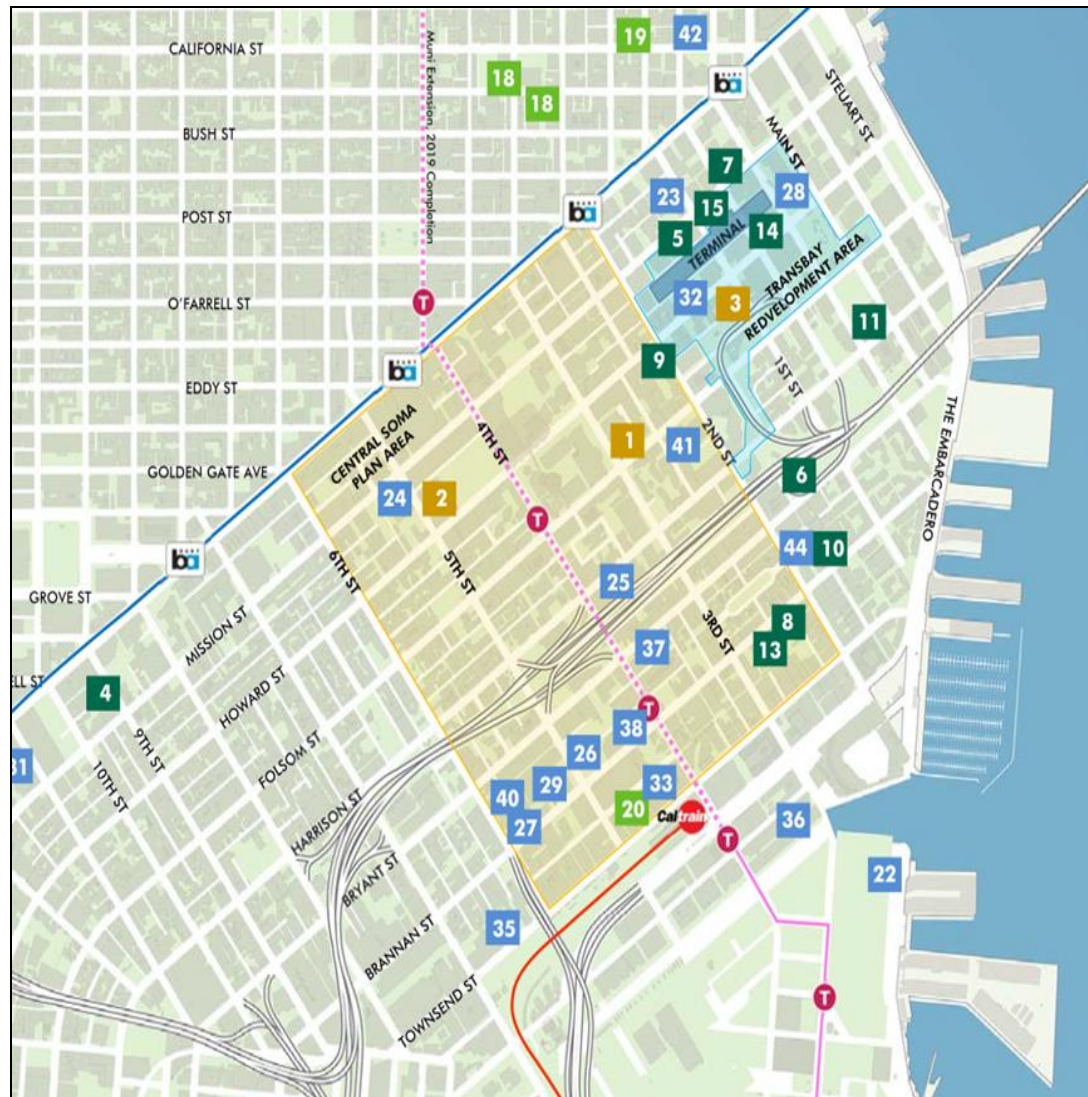 CALIFORNIA ST
Muni Extension, 2019 Completion
19
42
18
18
STEUART ST.
BUSH ST
MAIN ST
7
23
28
15
POST ST
5
TERMINAL
14
TRANSBAY
REDVELOPMENT AREA
O'FARRELL ST
T
32
3
11
9
1ST ST
EDDY ST
THE EMBARCADERO
CENTRAL SOMA
PLAN AREA
4TH ST
1
41
2ND ST
GOLDEN GATE AVE
24
2
6
T
44
10
6TH ST
5TH ST
25
GROVE ST
MISSION ST
8
3RD ST
13
37
ELL ST
4
HOWARD ST
T
38
9TH ST
FOLSOM ST
26
31
10TH ST
29
33
40
20
Caltrain
HARRISON ST
27
36
T
BRYANT ST
22
BRANNAN ST
35
TOWNSEND ST
T